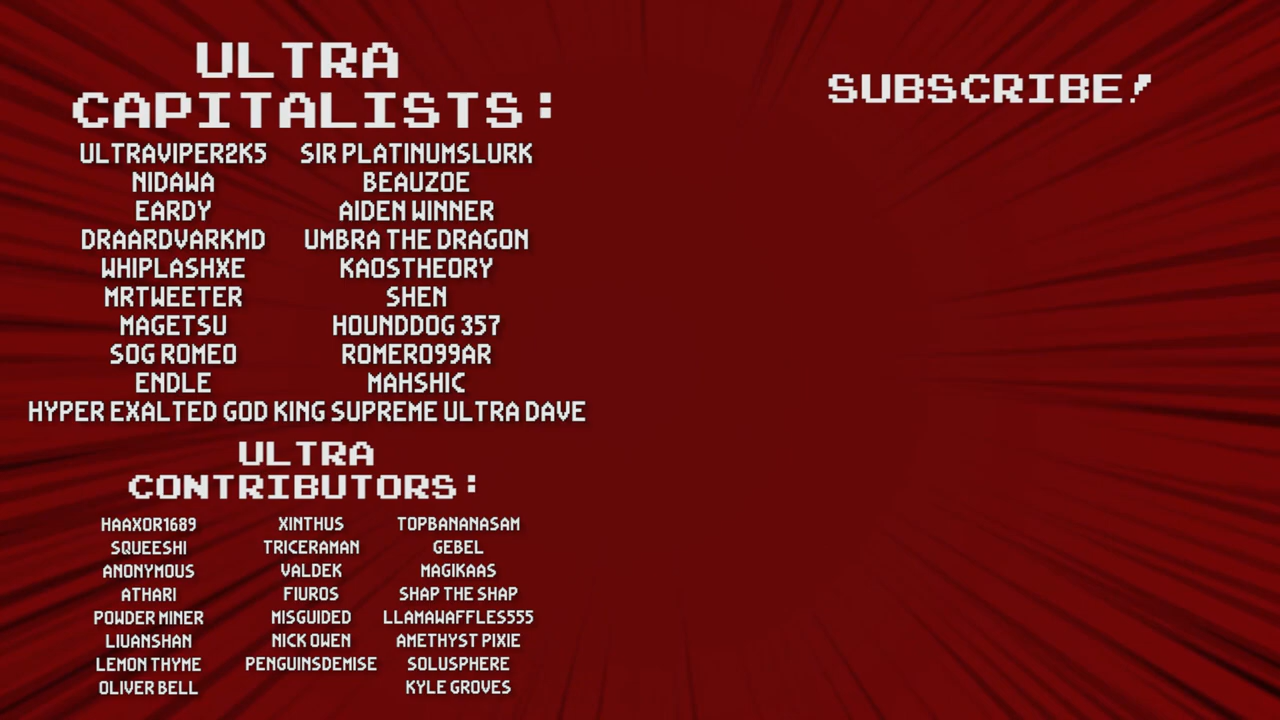 ULTRA
CAPITALISTS:
ULTRAVIPER2K5 SIR PLATINUMSLURK
NIDAWA BEAUZOE
EARDY AIDEN WINNER
DRAARDVARKMD UMBRA THE DRAGON
WHIPLASHXE KAOSTHEORY
MRTWEETER SHEN
MAGETSU HOUNDDOG 357
SOG ROMEO ROMERO99AR
ENDLE MAHSHIC
HYPER EXALTED GOD KING SUPREME ULTRA DAVE
ULTRA
CONTRIBUTORS:
HAAXOR1689 XINTHUS TOPBANANASAM
SQUEESHI TRICERAMAN GEBEL
ANONYMOUS VALDEK MAGIKAAS
ATHARI FIUROS SHAP THE SHAP
POWDER MINER MISGUIDED LLAMAWAFFLES555
LIUANSHAN NICK OWEN AMETHYST PIXIE
LEMON THYME PENGUINSDEMISE SOLUSPHERE
OLIVER BELL KYLE GROVES
SUBSCRIBE!